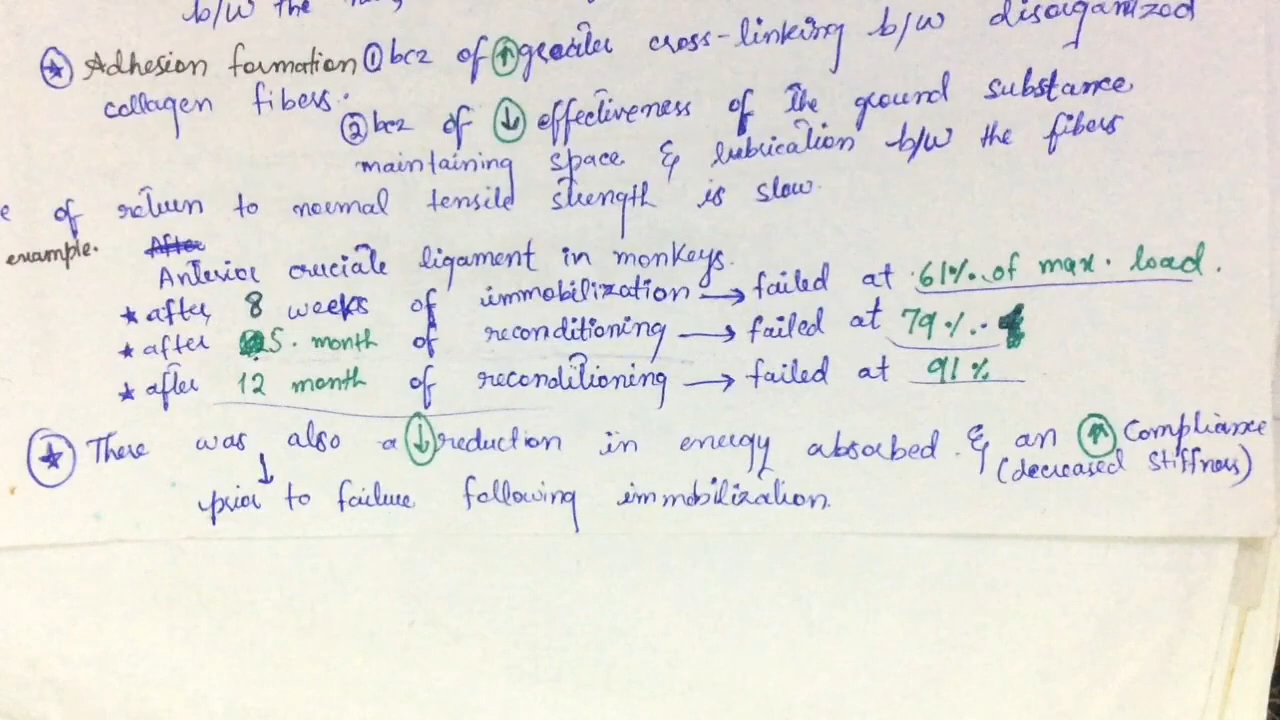 b/w the
★ Adhesion formation ① bcz of ↑ greater cross-linking b/w disorganized
collagen fibers.
② bcz of ↓ effectiveness of the ground substance
maintaining space & lubrication b/w the fibers
e of return to normal tensile strength is slow.
example. After
Anterior cruciate ligament in monkeys.
★ after 8 weeks of immobilization → failed at 61% of max. load.
★ after 5. month of reconditioning → failed at 79%.
★ after 12 month of reconditioning → failed at 91%
★ There was also a ↓ reduction in energy absorbed & an ↑ Compliance
(decreased stiffness)
↓ prior to failure following immobilization.